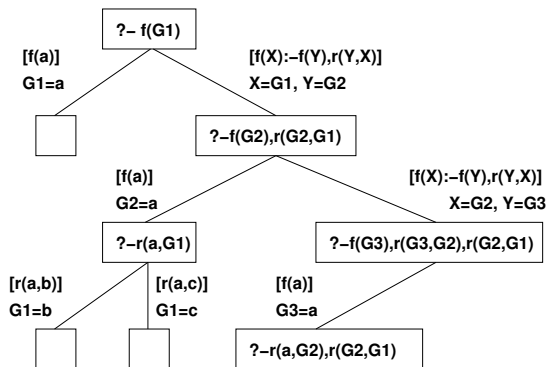 ?- f(G1)
[f(a)]
G1=a
[f(X):-f(Y),r(Y,X)]
X=G1, Y=G2
?-f(G2),r(G2,G1)
[f(a)]
G2=a
[f(X):-f(Y),r(Y,X)]
X=G2, Y=G3
?-r(a,G1)
?-f(G3),r(G3,G2),r(G2,G1)
[r(a,b)]
G1=b
[r(a,c)]
G1=c
[f(a)]
G3=a
?-r(a,G2),r(G2,G1)